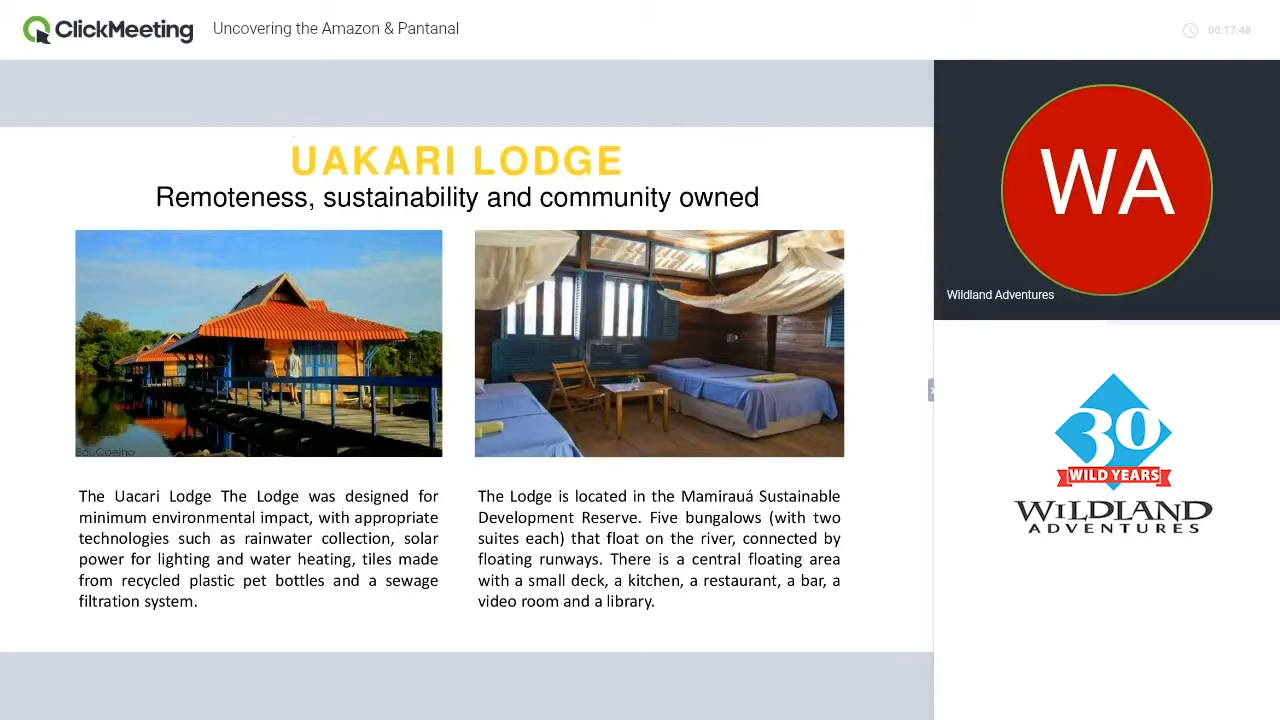 ClickMeeting
Uncovering the Amazon & Pantanal
00:17:48
UAKARI LODGE
Remoteness, sustainability and community owned
EduCoelho
The Uacari Lodge The Lodge was designed for
minimum environmental impact, with appropriate
technologies such as rainwater collection, solar
power for lighting and water heating, tiles made
from recycled plastic pet bottles and a sewage
filtration system.
The Lodge is located in the Mamirauá Sustainable
Development Reserve. Five bungalows (with two
suites each) that float on the river, connected by
floating runways. There is a central floating area
with a small deck, a kitchen, a restaurant, a bar, a
video room and a library.
WA
Wildland Adventures
30
WILD YEARS
WILDLAND
ADVENTURES